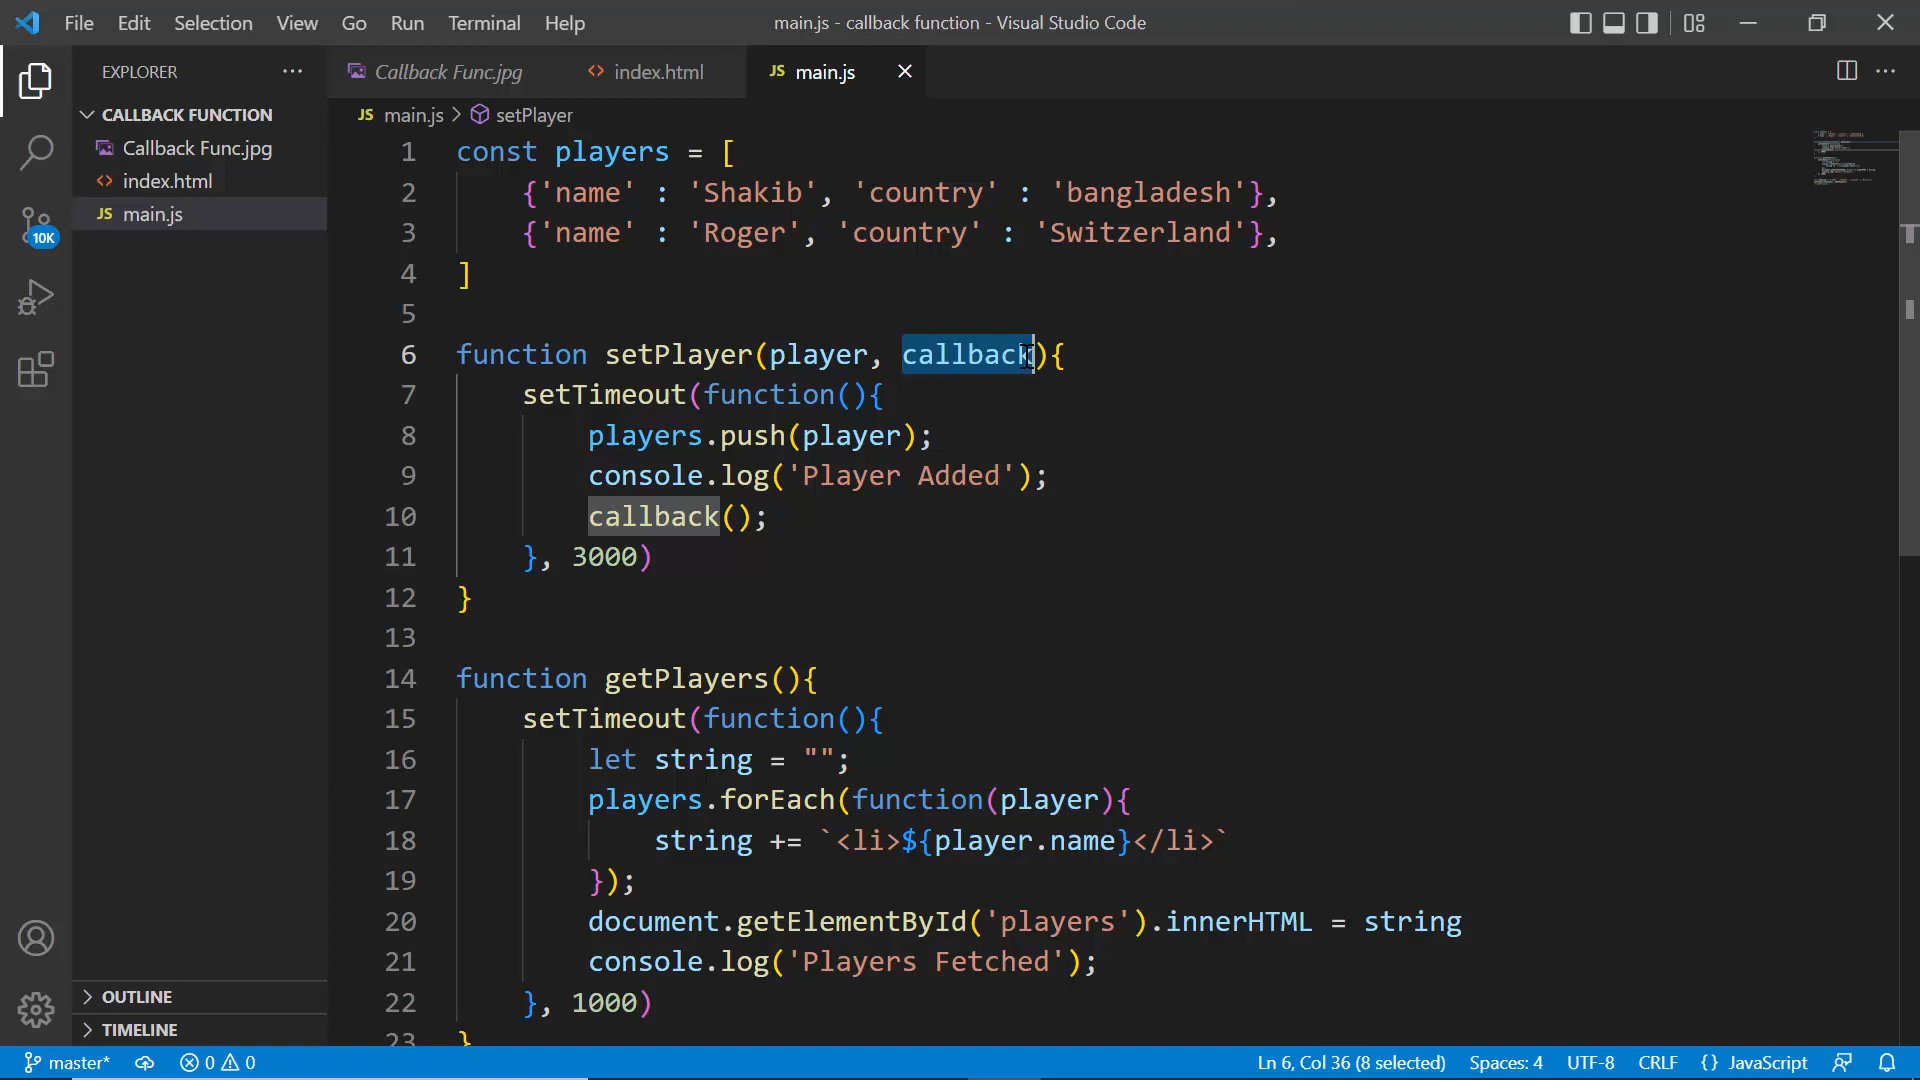 File Edit Selection View Go Run Terminal Help
main.js - callback function - Visual Studio Code
EXPLORER
Callback Func.jpg
index.html
JS main.js
CALLBACK FUNCTION
Callback Func.jpg
index.html
JS main.js
10K
OUTLINE
TIMELINE
JS main.js > setPlayer
1 const players = [
2 {'name' : 'Shakib', 'country' : 'bangladesh'},
3 {'name' : 'Roger', 'country' : 'Switzerland'},
4 ]
5
6 function setPlayer(player, callback){
7 setTimeout(function(){
8 players.push(player);
9 console.log('Player Added');
10 callback();
11 }, 3000)
12 }
13
14 function getPlayers(){
15 setTimeout(function(){
16 let string = "";
17 players.forEach(function(player){
18 string += `<li>${player.name}</li>`
19 });
20 document.getElementById('players').innerHTML = string
21 console.log('Players Fetched');
22 }, 1000)
23 }
master* 0 0 Ln 6, Col 36 (8 selected) Spaces: 4 UTF-8 CRLF {} JavaScript